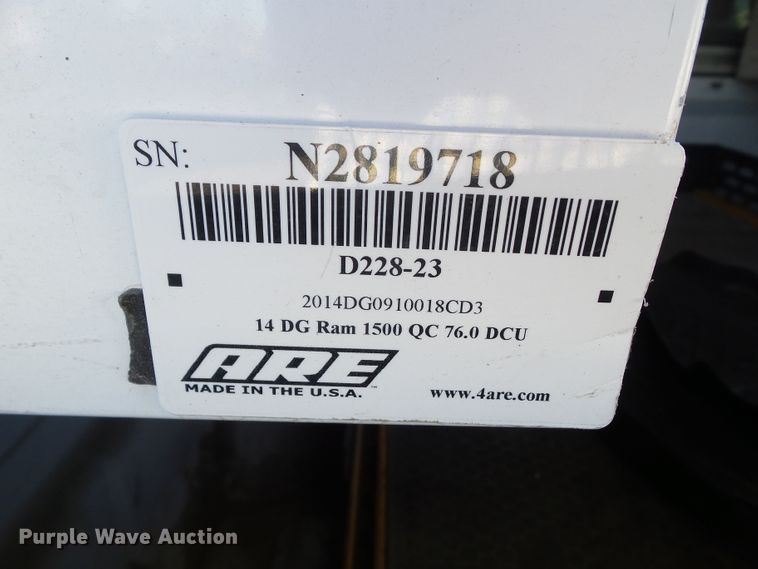 SN: N2819718
D228-23
2014DG0910018CD3
14 DG Ram 1500 QC 76.0 DCU
ARE™
MADE IN THE U.S.A. www.4are.com
Purple Wave Auction